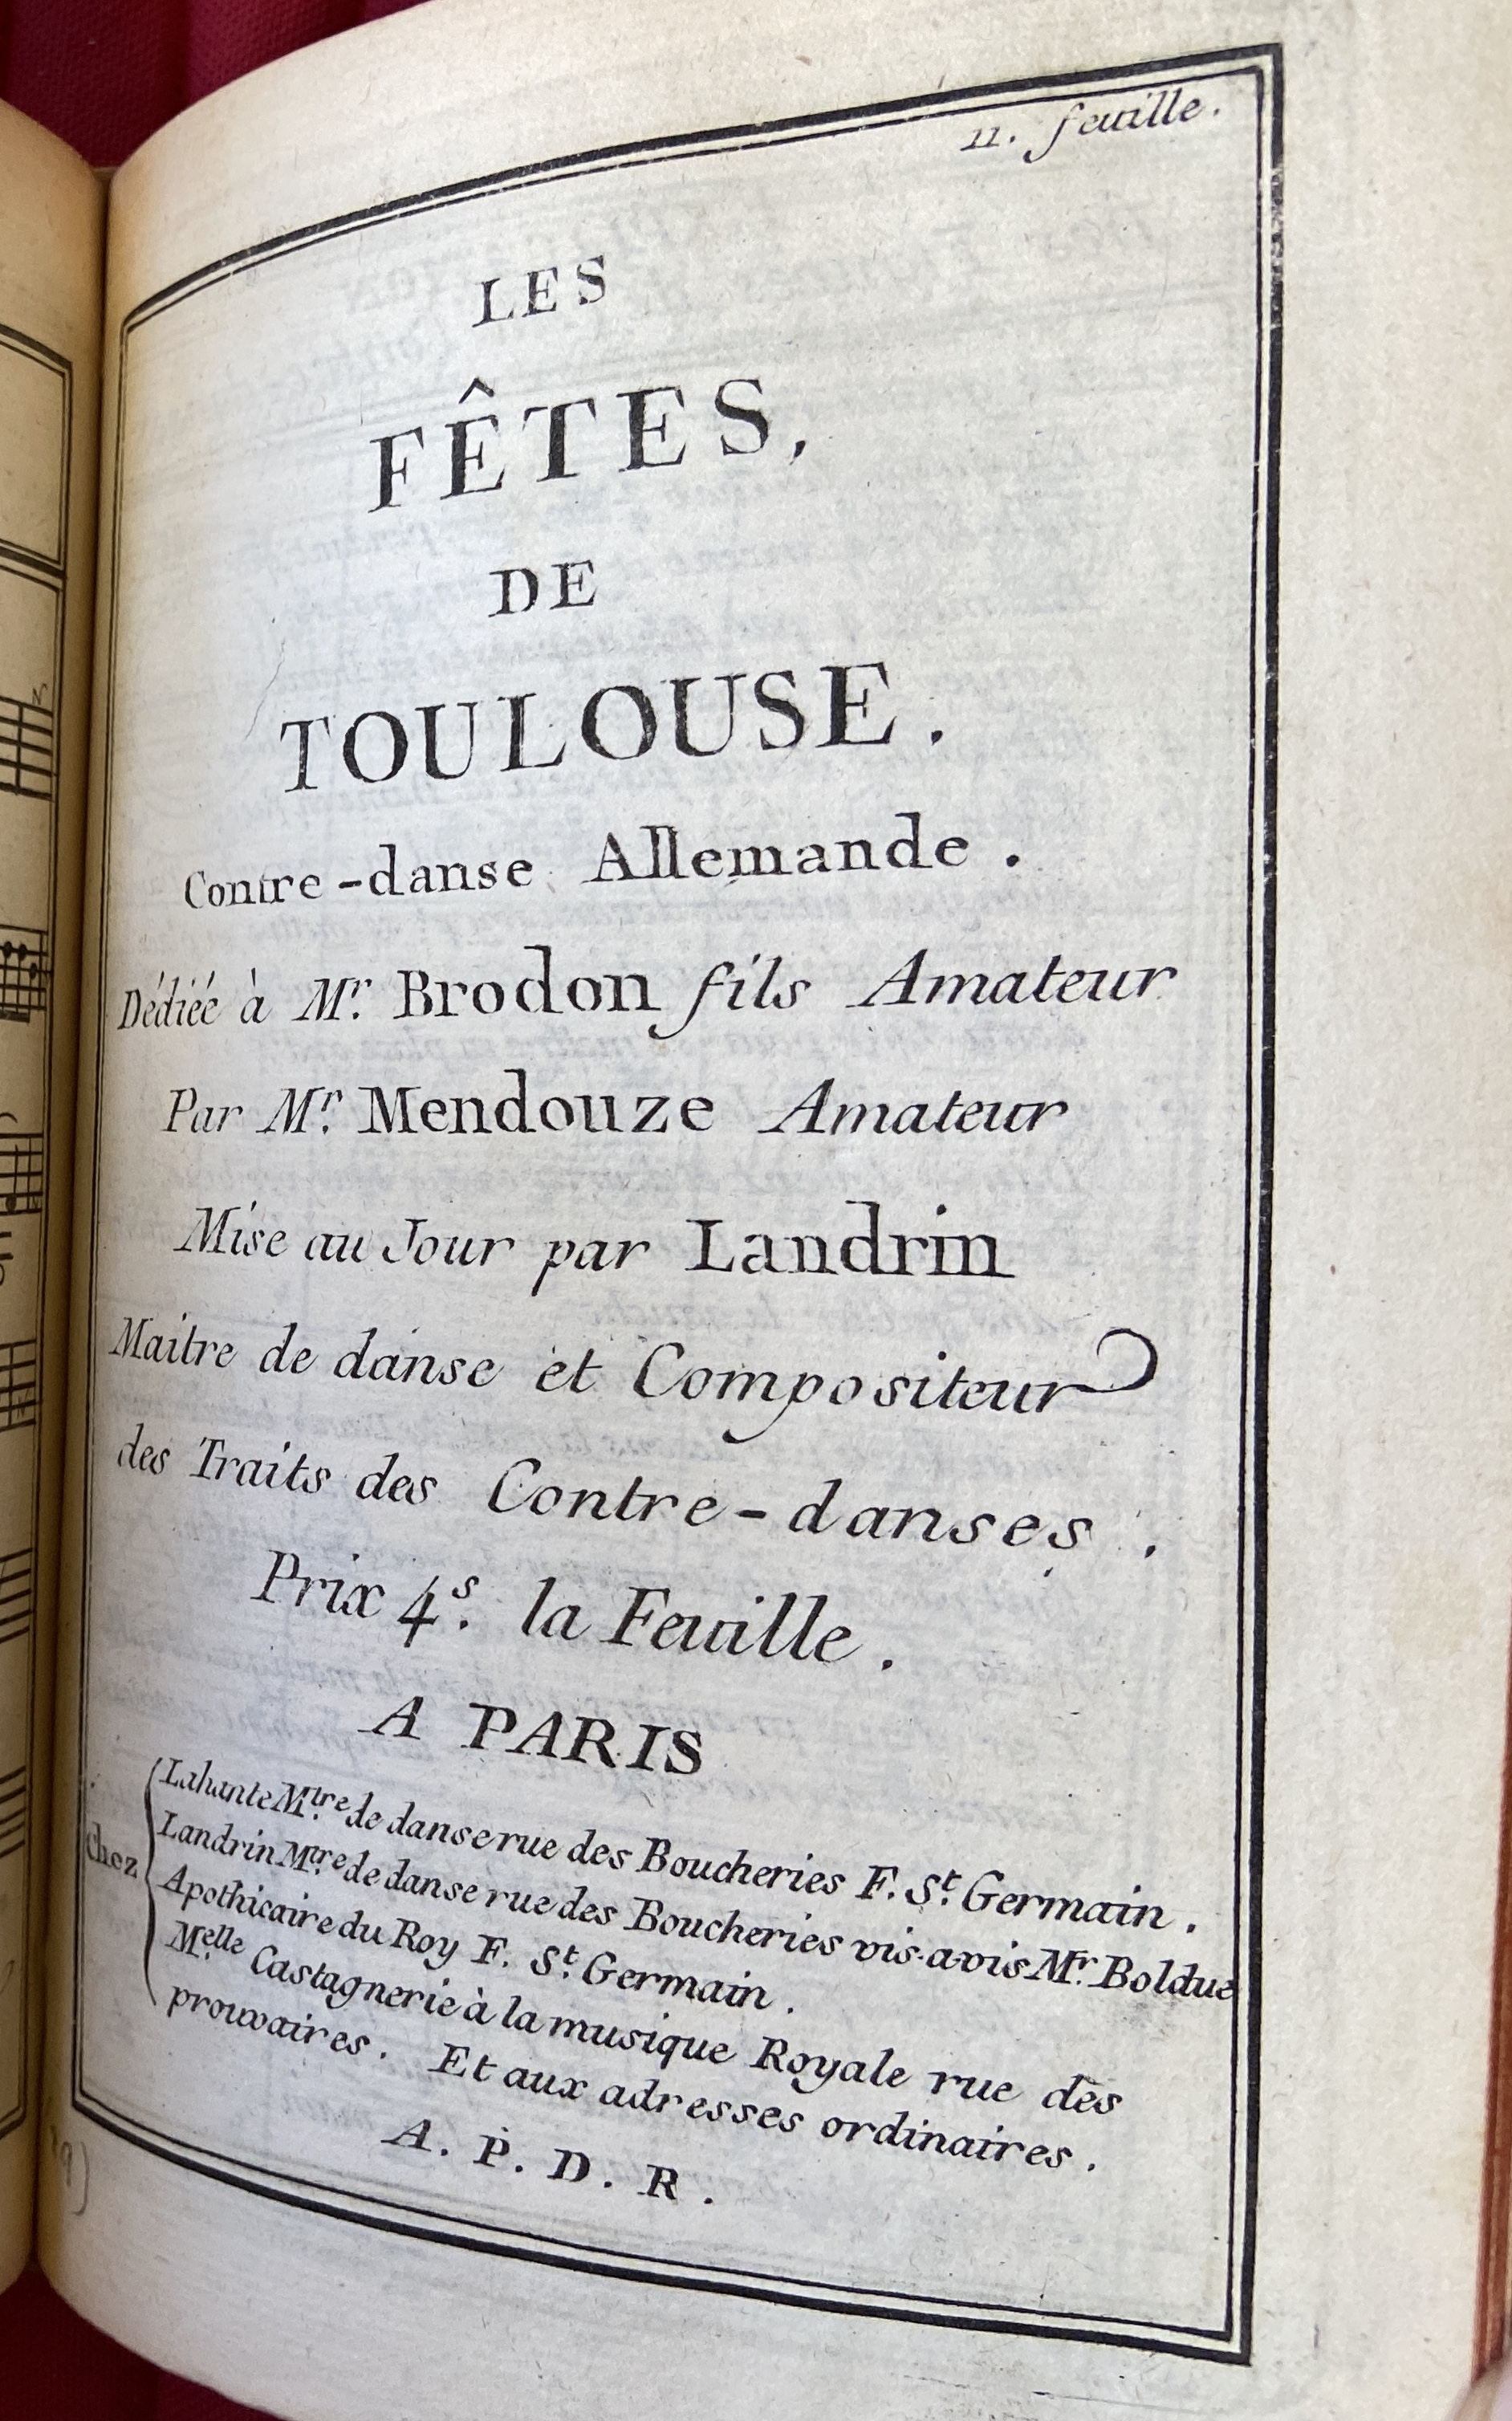 11. feuille.
LES
FÊTES,
DE
TOULOUSE.
Contre-danse Allemande.
Dédiée à Mr. Brodon fils Amateur
Par Mr. Mendouze Amateur
Mise au Jour par Landrin
Maitre de danse et Compositeur
des Traits des Contre-danses.
Prix 4s. la Feuille.
A PARIS
chez
Lahante Mtre. de danse rue des Boucheries F. St. Germain.
Landrin Mtre. de danse rue des Boucheries vis-avis Mr. Bolduc
Apothicaire du Roy F. St. Germain.
Melle. Castagnerie à la musique Royale rue des
prouvaires. Et aux adresses ordinaires.
A. P. D. R.